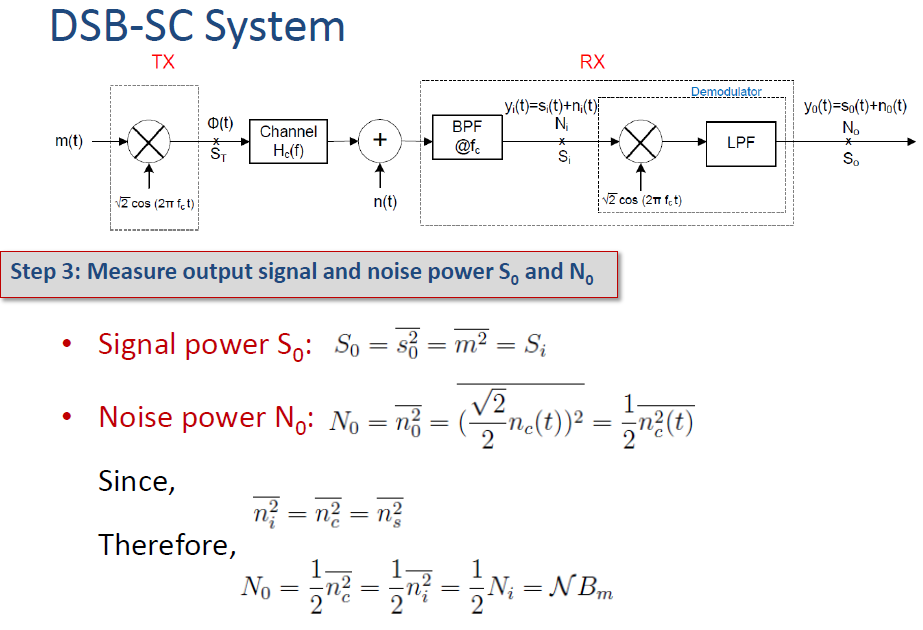 DSB-SC System
TX
RX
m(t)
√2 cos (2π f_c t)
Φ(t)
S_T
Channel
H_c(f)
+
n(t)
BPF
@f_c
y_i(t)=s_i(t)+n_i(t)
N_i
S_i
Demodulator
√2 cos (2π f_c t)
LPF
y_0(t)=s_0(t)+n_0(t)
N_o
S_o
Step 3: Measure output signal and noise power S_0 and N_0
• Signal power S_0: S_0 = \overline{s_0^2} = \overline{m^2} = S_i
• Noise power N_0: N_0 = \overline{n_0^2} = \overline{(\frac{\sqrt{2}}{2} n_c(t))^2} = \frac{1}{2} \overline{n_c^2(t)}
Since,
\overline{n_i^2} = \overline{n_c^2} = \overline{n_s^2}
Therefore,
N_0 = \frac{1}{2} \overline{n_c^2} = \frac{1}{2} \overline{n_i^2} = \frac{1}{2} N_i = \mathcal{N} B_m